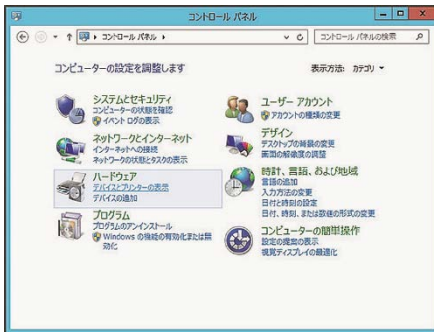 コントロール パネル
コントロール パネル
コントロール パネルの検索
コンピューターの設定を調整します
表示方法: カテゴリ
システムとセキュリティ
コンピューターの状態を確認
イベント ログの表示
ネットワークとインターネット
インターネットへの接続
ネットワークの状態とタスクの表示
ハードウェア
デバイスとプリンターの表示
デバイスの追加
プログラム
プログラムのアンインストール
Windows の機能の有効化または無
効化
ユーザー アカウント
アカウントの種類の変更
デザイン
デスクトップの背景の変更
画面の解像度の調整
時計、言語、および地域
言語の追加
入力方法の変更
日付と時刻の設定
日付、時刻、または数値の形式の変更
コンピューターの簡単操作
設定の提案の表示
視覚ディスプレイの最適化